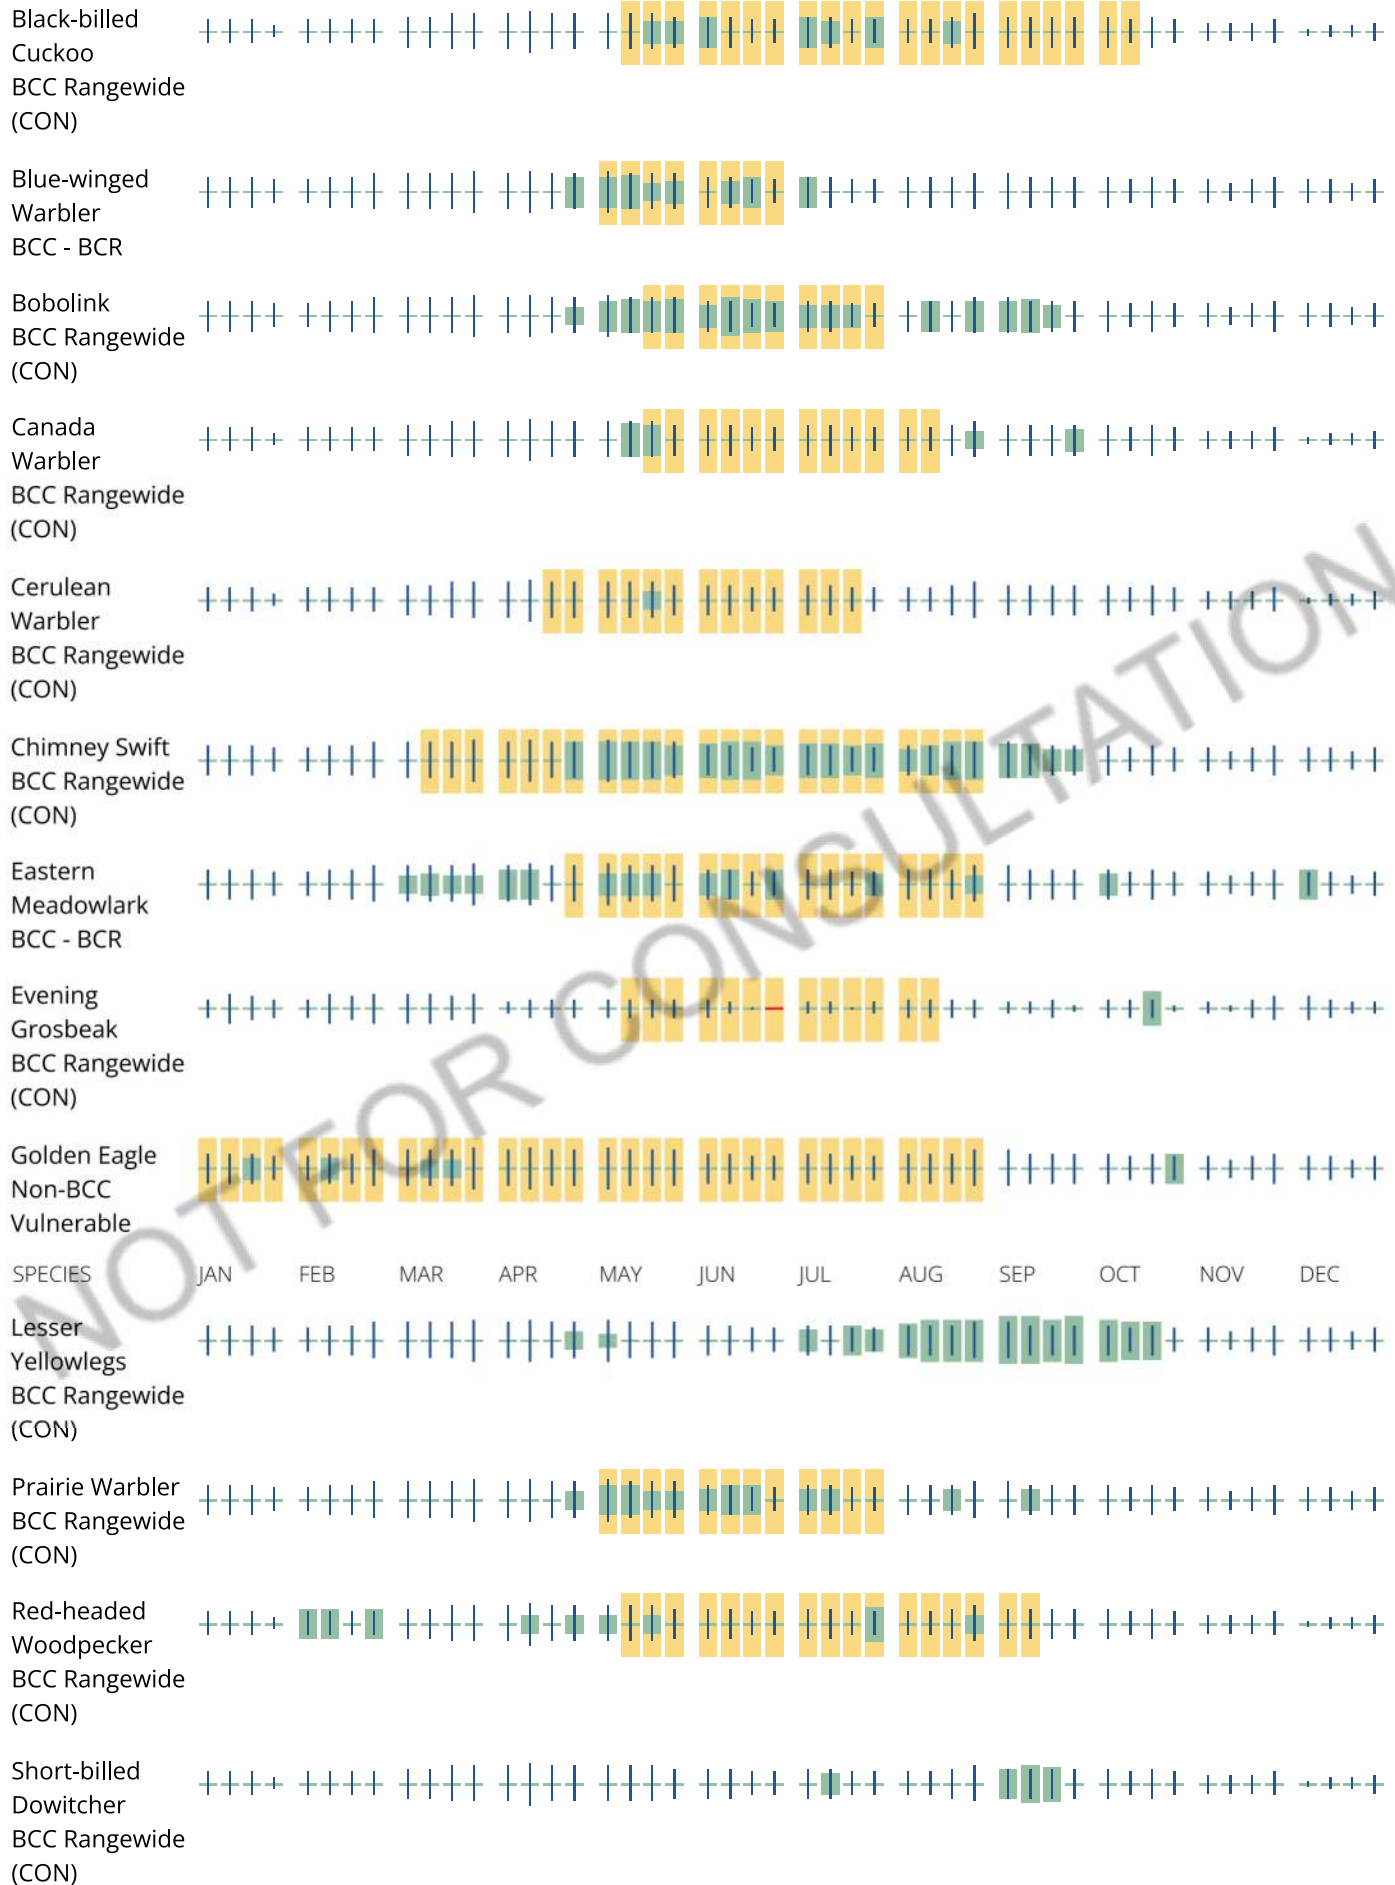 Black-billed
Cuckoo
BCC Rangewide
(CON)
Blue-winged
Warbler
BCC - BCR
Bobolink
BCC Rangewide
(CON)
Canada
Warbler
BCC Rangewide
(CON)
Cerulean
Warbler
BCC Rangewide
(CON)
Chimney Swift
BCC Rangewide
(CON)
Eastern
Meadowlark
BCC - BCR
Evening
Grosbeak
BCC Rangewide
(CON)
Golden Eagle
Non-BCC
Vulnerable
SPECIES JAN FEB MAR APR MAY JUN JUL AUG SEP OCT NOV DEC
Lesser
Yellowlegs
BCC Rangewide
(CON)
Prairie Warbler
BCC Rangewide
(CON)
Red-headed
Woodpecker
BCC Rangewide
(CON)
Short-billed
Dowitcher
BCC Rangewide
(CON)
NOT FOR CONSULTATION